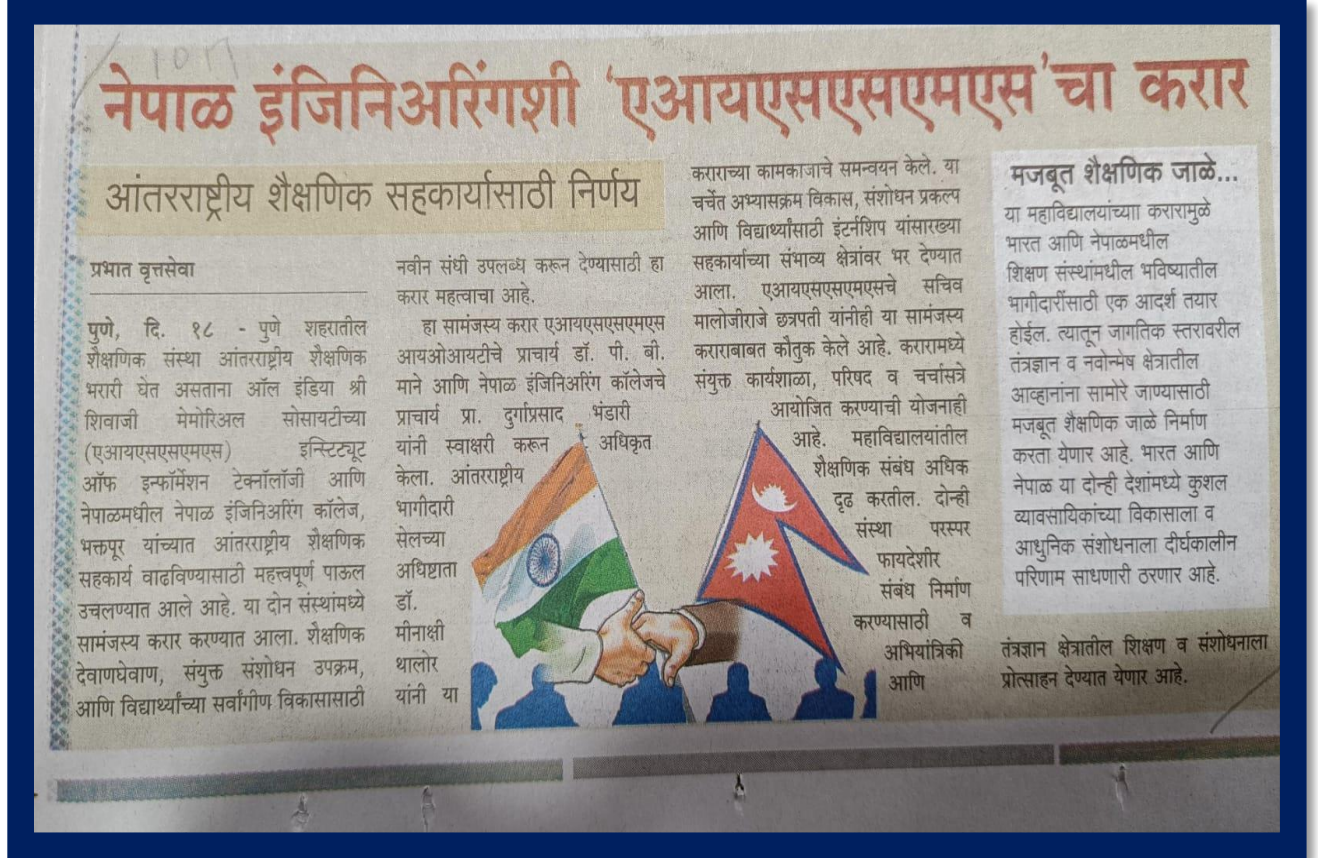 नेपाळ इंजिनिअरिंगशी 'एआयएसएसएमएस'चा करार
आंतरराष्ट्रीय शैक्षणिक सहकार्यासाठी निर्णय
प्रभात वृत्तसेवा
पुणे, दि. १८ - पुणे शहरातील
शैक्षणिक संस्था आंतरराष्ट्रीय शैक्षणिक
भरारी घेत असताना ऑल इंडिया श्री
शिवाजी मेमोरिअल सोसायटीच्या
(एआयएसएसएमएस) इन्स्टिट्यूट
ऑफ इन्फॉर्मेशन टेक्नॉलॉजी आणि
नेपाळमधील नेपाळ इंजिनिअरिंग कॉलेज,
भक्तपूर यांच्यात आंतरराष्ट्रीय शैक्षणिक
सहकार्य वाढविण्यासाठी महत्त्वपूर्ण पाऊल
उचलण्यात आले आहे. या दोन संस्थांमध्ये
सामंजस्य करार करण्यात आला. शैक्षणिक
देवाणघेवाण, संयुक्त संशोधन उपक्रम,
आणि विद्यार्थ्यांच्या सर्वांगीण विकासासाठी
नवीन संधी उपलब्ध करून देण्यासाठी हा
करार महत्वाचा आहे.
हा सामंजस्य करार एआयएसएसएमएस
आयओआयटीचे प्राचार्य डॉ. पी. बी.
माने आणि नेपाळ इंजिनिअरिंग कॉलेजचे
प्राचार्य प्रा. दुर्गाप्रसाद भंडारी
यांनी स्वाक्षरी करून अधिकृत
केला. आंतरराष्ट्रीय
भागीदारी
सेलच्या
अधिष्टाता
डॉ.
मीनाक्षी
थालोर
यांनी या
कराराच्या कामकाजाचे समन्वयन केले. या
चर्चेत अभ्यासक्रम विकास, संशोधन प्रकल्प
आणि विद्यार्थ्यांसाठी इंटर्नशिप यांसारख्या
सहकार्याच्या संभाव्य क्षेत्रांवर भर देण्यात
आला. एआयएसएसएमएसचे सचिव
मालोजीराजे छत्रपती यांनीही या सामंजस्य
कराराबाबत कौतुक केले आहे. करारामध्ये
संयुक्त कार्यशाळा, परिषद व चर्चासत्रे
आयोजित करण्याची योजनाही
आहे. महाविद्यालयांतील
शैक्षणिक संबंध अधिक
दृढ करतील. दोन्ही
संस्था परस्पर
फायदेशीर
संबंध निर्माण
करण्यासाठी व
अभियांत्रिकी
आणि
मजबूत शैक्षणिक जाळे...
या महाविद्यालयांच्याा करारामुळे
भारत आणि नेपाळमधील
शिक्षण संस्थांमधील भविष्यातील
भागीदारींसाठी एक आदर्श तयार
होईल. त्यातून जागतिक स्तरावरील
तंत्रज्ञान व नवोन्मेष क्षेत्रातील
आव्हानांना सामोरे जाण्यासाठी
मजबूत शैक्षणिक जाळे निर्माण
करता येणार आहे. भारत आणि
नेपाळ या दोन्ही देशांमध्ये कुशल
व्यावसायिकांच्या विकासाला व
आधुनिक संशोधनाला दीर्घकालीन
परिणाम साधणारी ठरणार आहे.
तंत्रज्ञान क्षेत्रातील शिक्षण व संशोधनाला
प्रोत्साहन देण्यात येणार आहे.